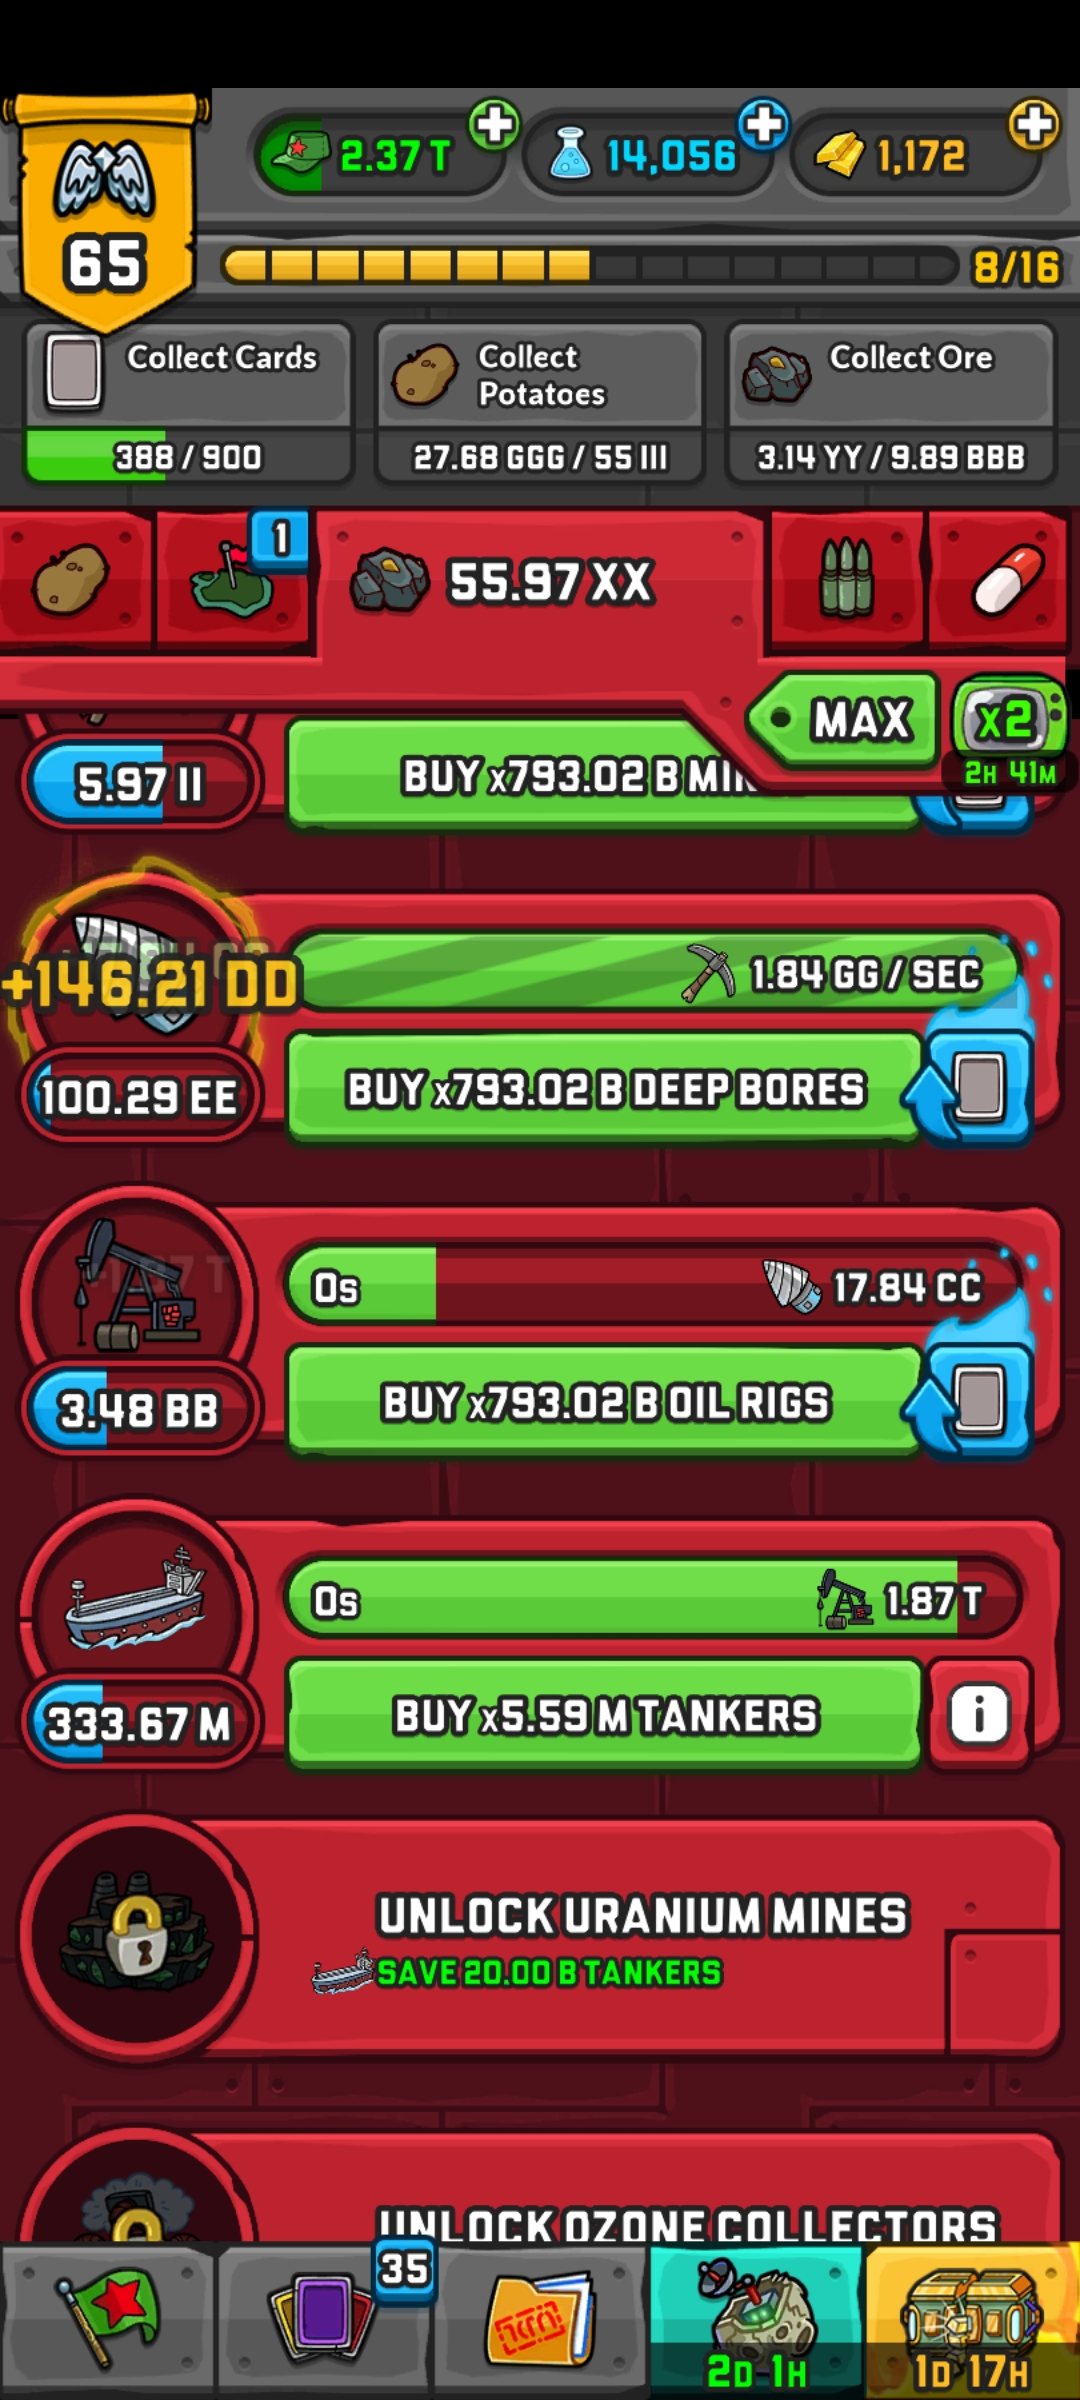 2.37 T
14,056
1,172
65
8/16
Collect Cards
388 / 900
Collect
Potatoes
27.68 GGG / 55 III
Collect Ore
3.14 YY / 9.89 BBB
1
55.97 XX
MAX
x2
2H 41M
5.97 II
BUY x793.02 B
+146.21 DD
1.84 GG / SEC
100.29 EE
BUY x793.02 B DEEP BORES
0s
17.84 CC
3.48 BB
BUY x793.02 B OIL RIGS
0s
1.87 T
333.67 M
BUY x5.59 M TANKERS
i
UNLOCK URANIUM MINES
SAVE 20.00 B TANKERS
UNLOCK OZONE COLLECTORS
35
2D 1H
1D 17H